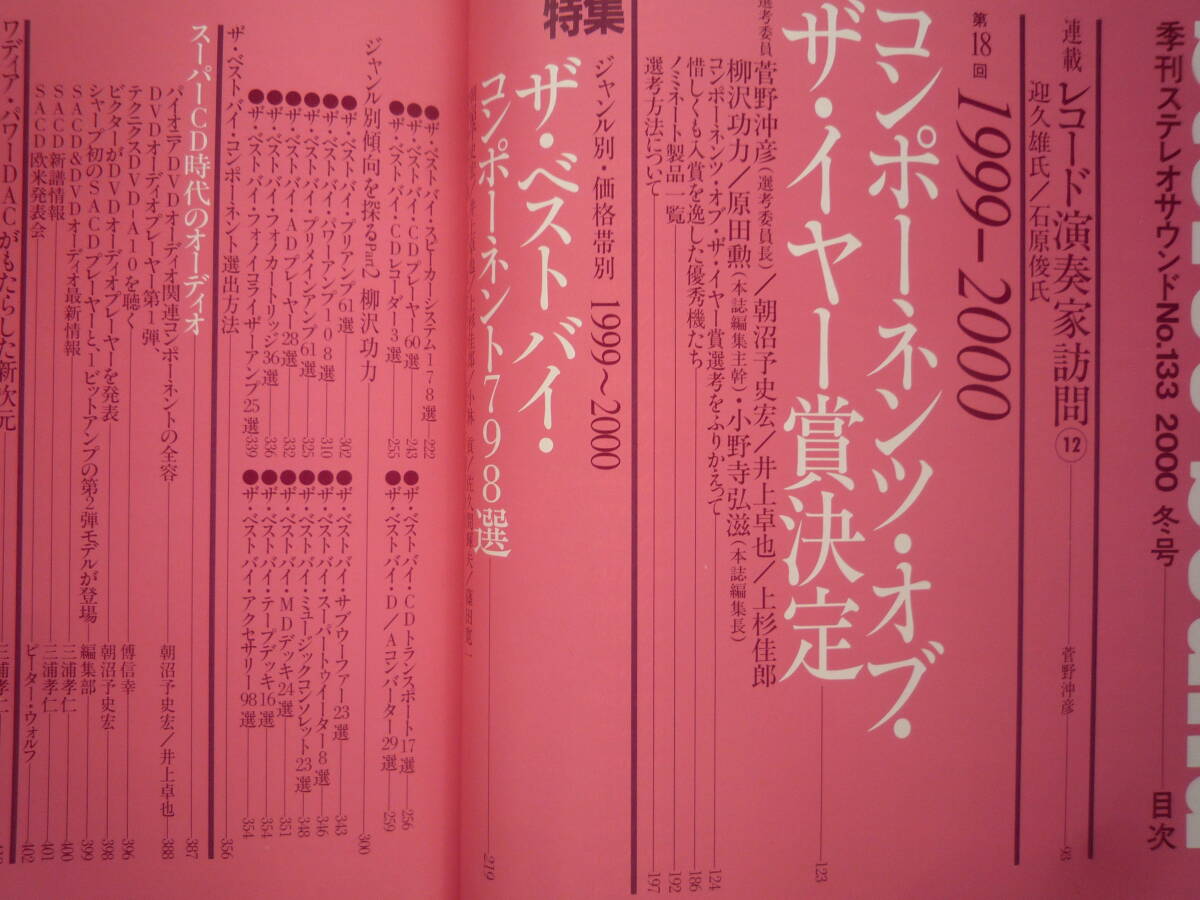 季刊ステレオサウンドNo.133 2000 冬号 目次
連載 レコード演奏家訪問⑫
迎久雄氏/石原俊氏 菅野沖彦 93
第18回 1999-2000
コンポーネンツ・オブ・
ザ・イヤー賞決定 123
選考委員 菅野沖彦(選考委員長)/朝沼予史宏/井上卓也/上杉佳郎
柳沢功力/原田勲(本誌編集主幹)・小野寺弘滋(本誌編集長)
コンポーネンツ・オブ・ザ・イヤー賞選考をふりかえって 124
惜しくも入賞を逸した優秀機たち 186
ノミネート製品一覧 192
選考方法について 197
特集
ジャンル別・価格帯別 1999〜2000
ザ・ベストバイ・
コンポーネント798選 219
●ザ・ベストバイ・スピーカーシステム178選 222
●ザ・ベストバイ・CDプレーヤー60選 243
●ザ・ベストバイ・CDトランスポート17選 256
●ザ・ベストバイ・CDレコーダー3選 255
●ザ・ベストバイ・D/Aコンバーター29選 259
ジャンル別傾向を探るPart2 柳沢功力 300
●ザ・ベストバイ・プリアンプ61選 302
●ザ・ベストバイ・サブウーファー23選 343
●ザ・ベストバイ・パワーアンプ108選 310
●ザ・ベストバイ・スーパートゥイーター8選 346
●ザ・ベストバイ・プリメインアンプ61選 325
●ザ・ベストバイ・ミュージックコンソレット23選 348
●ザ・ベストバイ・ADプレーヤー28選 332
●ザ・ベストバイ・MDデッキ24選 351
●ザ・ベストバイ・フォノカートリッジ36選 336
●ザ・ベストバイ・テープデッキ16選 354
●ザ・ベストバイ・フォノイコライザーアンプ25選 339
●ザ・ベストバイ・アクセサリー98選 354
ザ・ベストバイ・コンポーネント選出方法 356
スーパーCD時代のオーディオ 387
パイオニアDVDオーディオ関連コンポーネントの全容 朝沼予史宏/井上卓也 388
DVDオーディオプレーヤー第1弾、
テクニクスDVD-A10を聴く 傅信幸 396
ビクターがDVDオーディオプレーヤーを発表 朝沼予史宏 398
シャープ初のSACDプレーヤーと、1ビットアンプの第2弾モデルが登場 編集部 399
SACD&DVDオーディオ最新情報 三浦孝仁 400
SACD新譜情報 三浦孝仁 401
SACD欧米発表会 ピーター・ウォルフ 402
ワディア・パワーDACがもたらした新次元 三浦孝仁